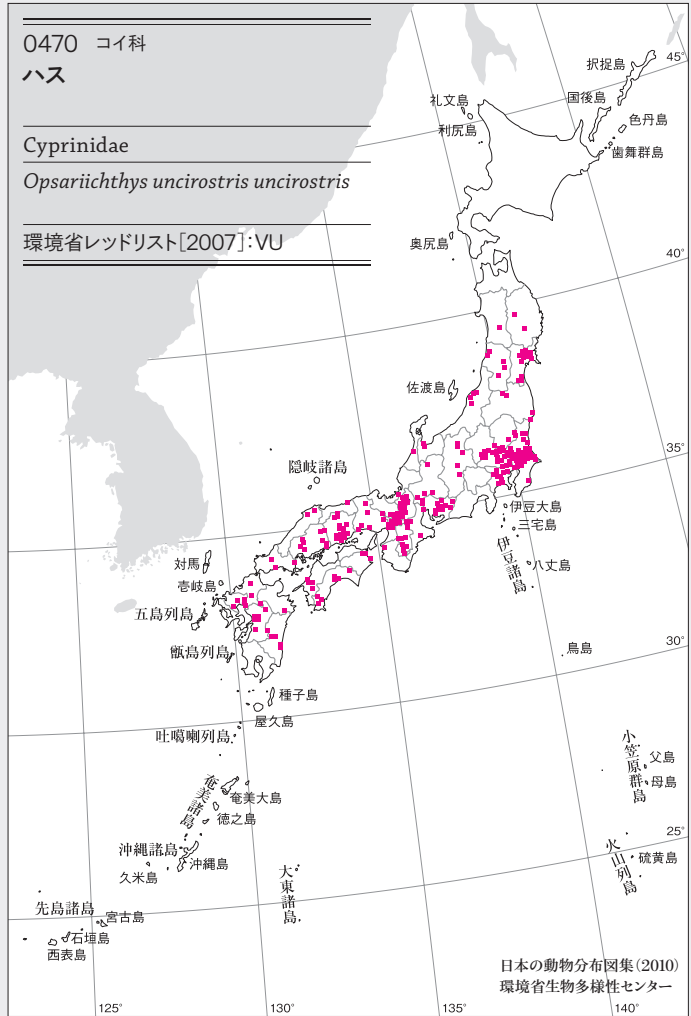 0470 コイ科
ハス
Cyprinidae
Opsariichthys uncirostris uncirostris
環境省レッドリスト[2007]:VU
45°
択捉島
国後島
礼文島
色丹島
利尻島
歯舞群島
奥尻島
40°
佐渡島
35°
隠岐諸島
伊豆大島
三宅島
伊豆諸島
八丈島
対馬
壱岐島
五島列島
甑島列島
鳥島
30°
種子島
屋久島
吐噶喇列島
小笠原群島
父島
母島
奄美諸島
奄美大島
徳之島
25°
沖縄諸島
沖縄島
久米島
大東諸島
火山列島
硫黄島
先島諸島
宮古島
石垣島
西表島
日本の動物分布図集(2010)
環境省生物多様性センター
125°
130°
135°
140°